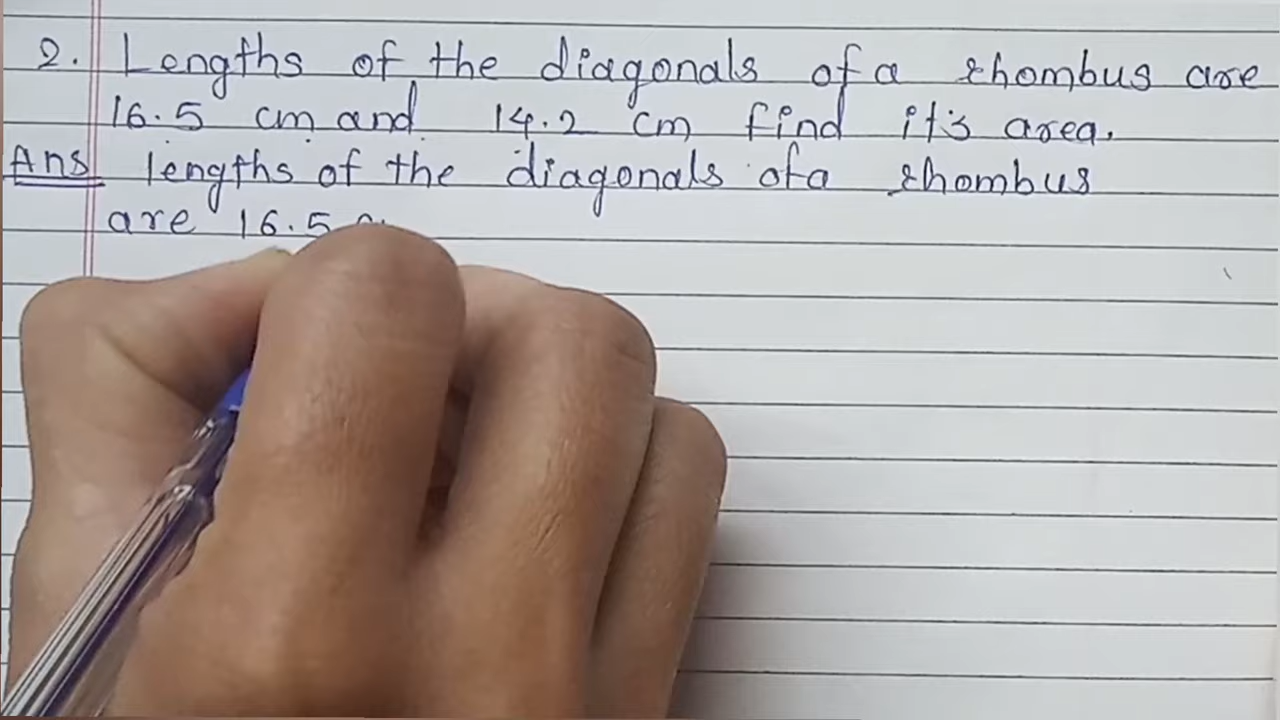 2. Lengths of the diagonals of a rhombus are
16.5 cm and 14.2 cm find it's area.
Ans lengths of the diagonals of a rhombus
are 16.5